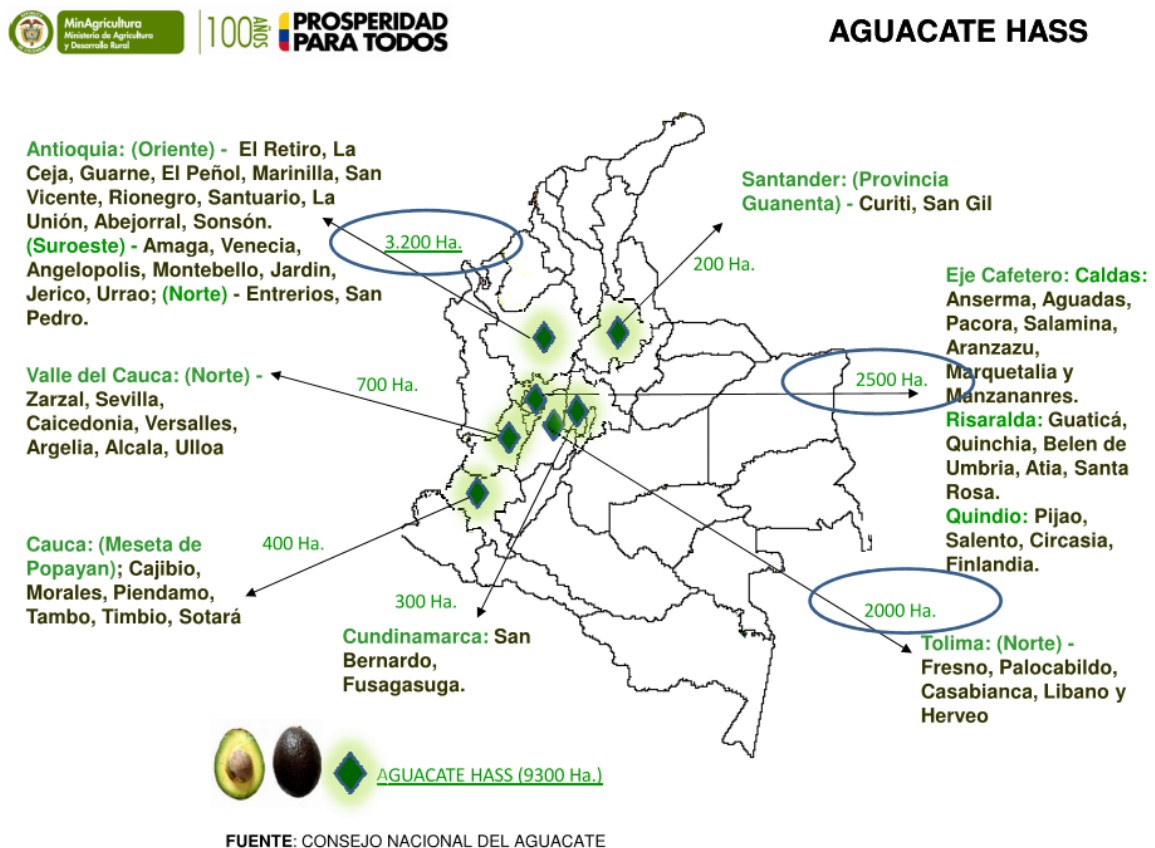 MinAgricultura
Ministerio de Agricultura
y Desarrollo Rural
100 AÑOS
PROSPERIDAD
PARA TODOS
AGUACATE HASS
Antioquia: (Oriente) - El Retiro, La
Ceja, Guarne, El Peñol, Marinilla, San
Vicente, Rionegro, Santuario, La
Unión, Abejorral, Sonsón.
(Suroeste) - Amaga, Venecia,
Angelopolis, Montebello, Jardin,
Jerico, Urrao; (Norte) - Entrerios, San
Pedro.
3.200 Ha.
Santander: (Provincia
Guanenta) - Curiti, San Gil
200 Ha.
Eje Cafetero: Caldas:
Anserma, Aguadas,
Pacora, Salamina,
Aranzazu,
Marquetalia y
Manzananres.
Risaralda: Guaticá,
Quinchia, Belen de
Umbria, Atia, Santa
Rosa.
Quindio: Pijao,
Salento, Circasia,
Finlandia.
2500 Ha.
Valle del Cauca: (Norte) -
Zarzal, Sevilla,
Caicedonia, Versalles,
Argelia, Alcala, Ulloa
700 Ha.
Cauca: (Meseta de
Popayan); Cajibio,
Morales, Piendamo,
Tambo, Timbio, Sotará
400 Ha.
300 Ha.
Cundinamarca: San
Bernardo,
Fusagasuga.
2000 Ha.
Tolima: (Norte) -
Fresno, Palocabildo,
Casabianca, Libano y
Herveo
AGUACATE HASS (9300 Ha.)
FUENTE: CONSEJO NACIONAL DEL AGUACATE